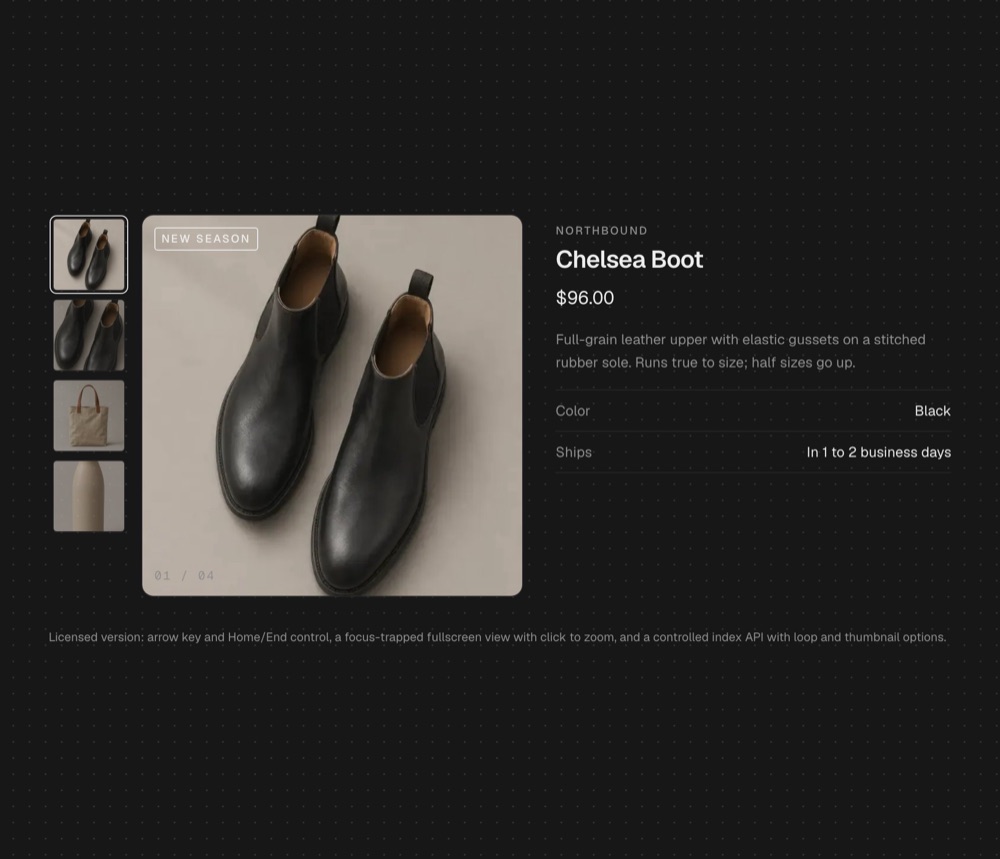 NEW SEASON
01 / 04
NORTHBOUND
Chelsea Boot
$96.00
Full-grain leather upper with elastic gussets on a stitched
rubber sole. Runs true to size; half sizes go up.
Color Black
Ships In 1 to 2 business days
Licensed version: arrow key and Home/End control, a focus-trapped fullscreen view with click to zoom, and a controlled index API with loop and thumbnail options.